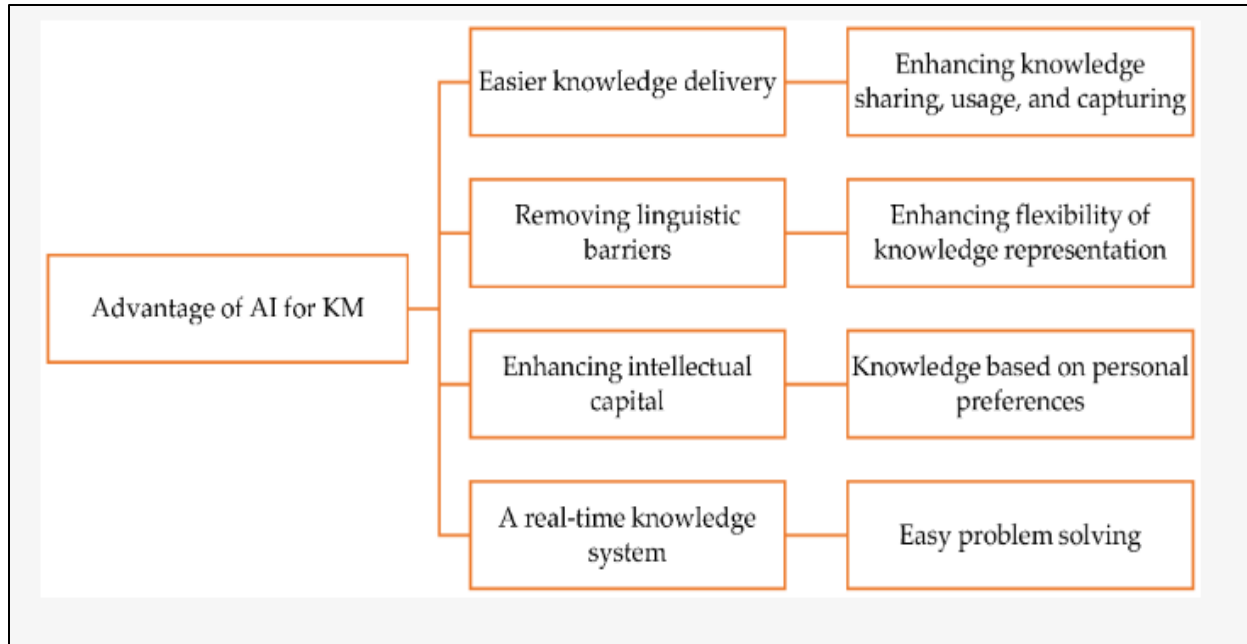 Easier knowledge delivery
Enhancing knowledge
sharing, usage, and capturing
Removing linguistic
barriers
Enhancing flexibility of
knowledge representation
Advantage of AI for KM
Enhancing intellectual
capital
Knowledge based on personal
preferences
A real-time knowledge
system
Easy problem solving